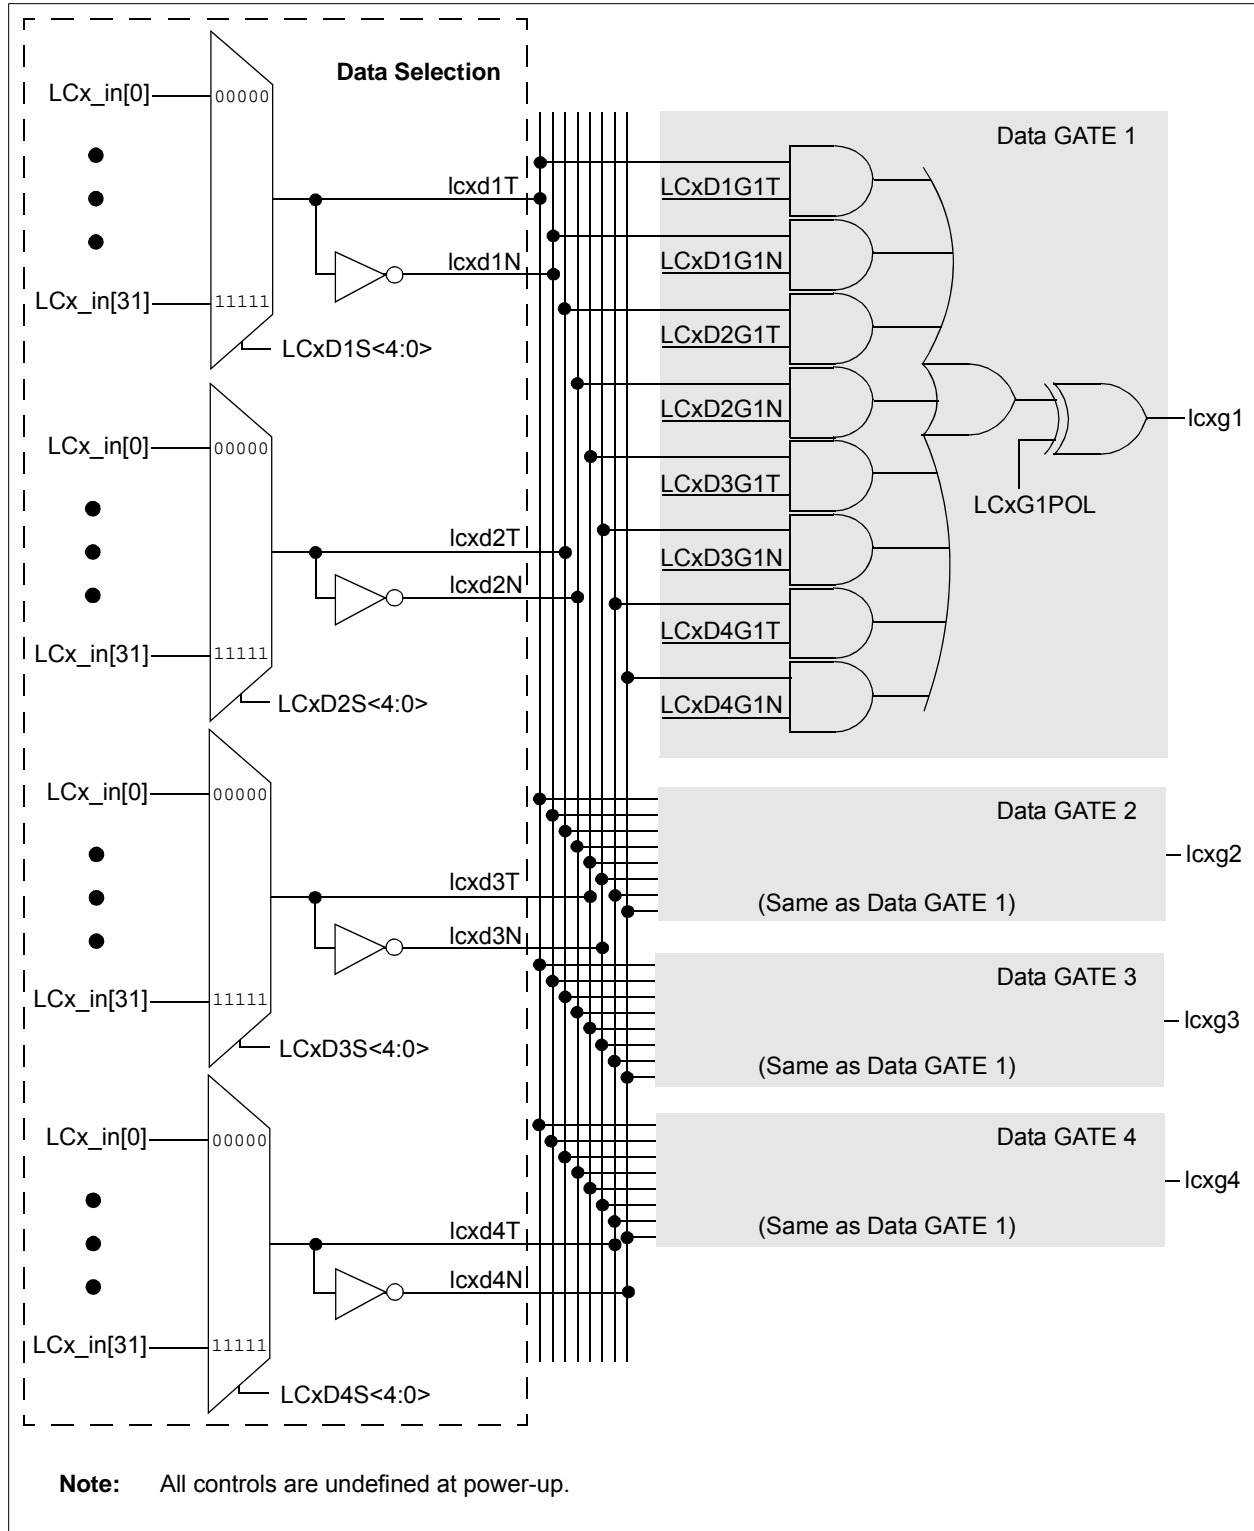 Data Selection
LCx_in[0]
00000
lcxd1T
lcxd1N
LCx_in[31]
11111
LCxD1S<4:0>
LCx_in[0]
00000
lcxd2T
lcxd2N
LCx_in[31]
11111
LCxD2S<4:0>
LCx_in[0]
00000
lcxd3T
lcxd3N
LCx_in[31]
11111
LCxD3S<4:0>
LCx_in[0]
00000
lcxd4T
lcxd4N
LCx_in[31]
11111
LCxD4S<4:0>
Data GATE 1
LCxD1G1T
LCxD1G1N
LCxD2G1T
LCxD2G1N
LCxD3G1T
LCxD3G1N
LCxD4G1T
LCxD4G1N
LCxG1POL
lcxg1
Data GATE 2
(Same as Data GATE 1)
lcxg2
Data GATE 3
(Same as Data GATE 1)
lcxg3
Data GATE 4
(Same as Data GATE 1)
lcxg4
Note: All controls are undefined at power-up.